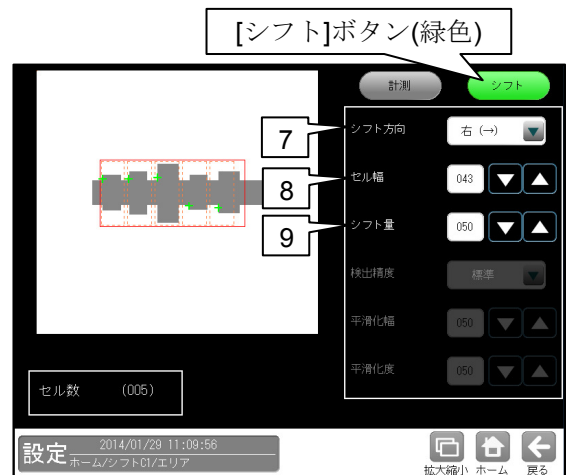 [シフト]ボタン(緑色)
計測
シフト
7
シフト方向
右 (→)
8
セル幅
043
9
シフト量
050
検出精度
標準
平滑化幅
050
平滑化度
050
セル数 (005)
設定
2014/01/29 11:09:56
ホーム/シフト01/エリア
拡大縮小
ホーム
戻る